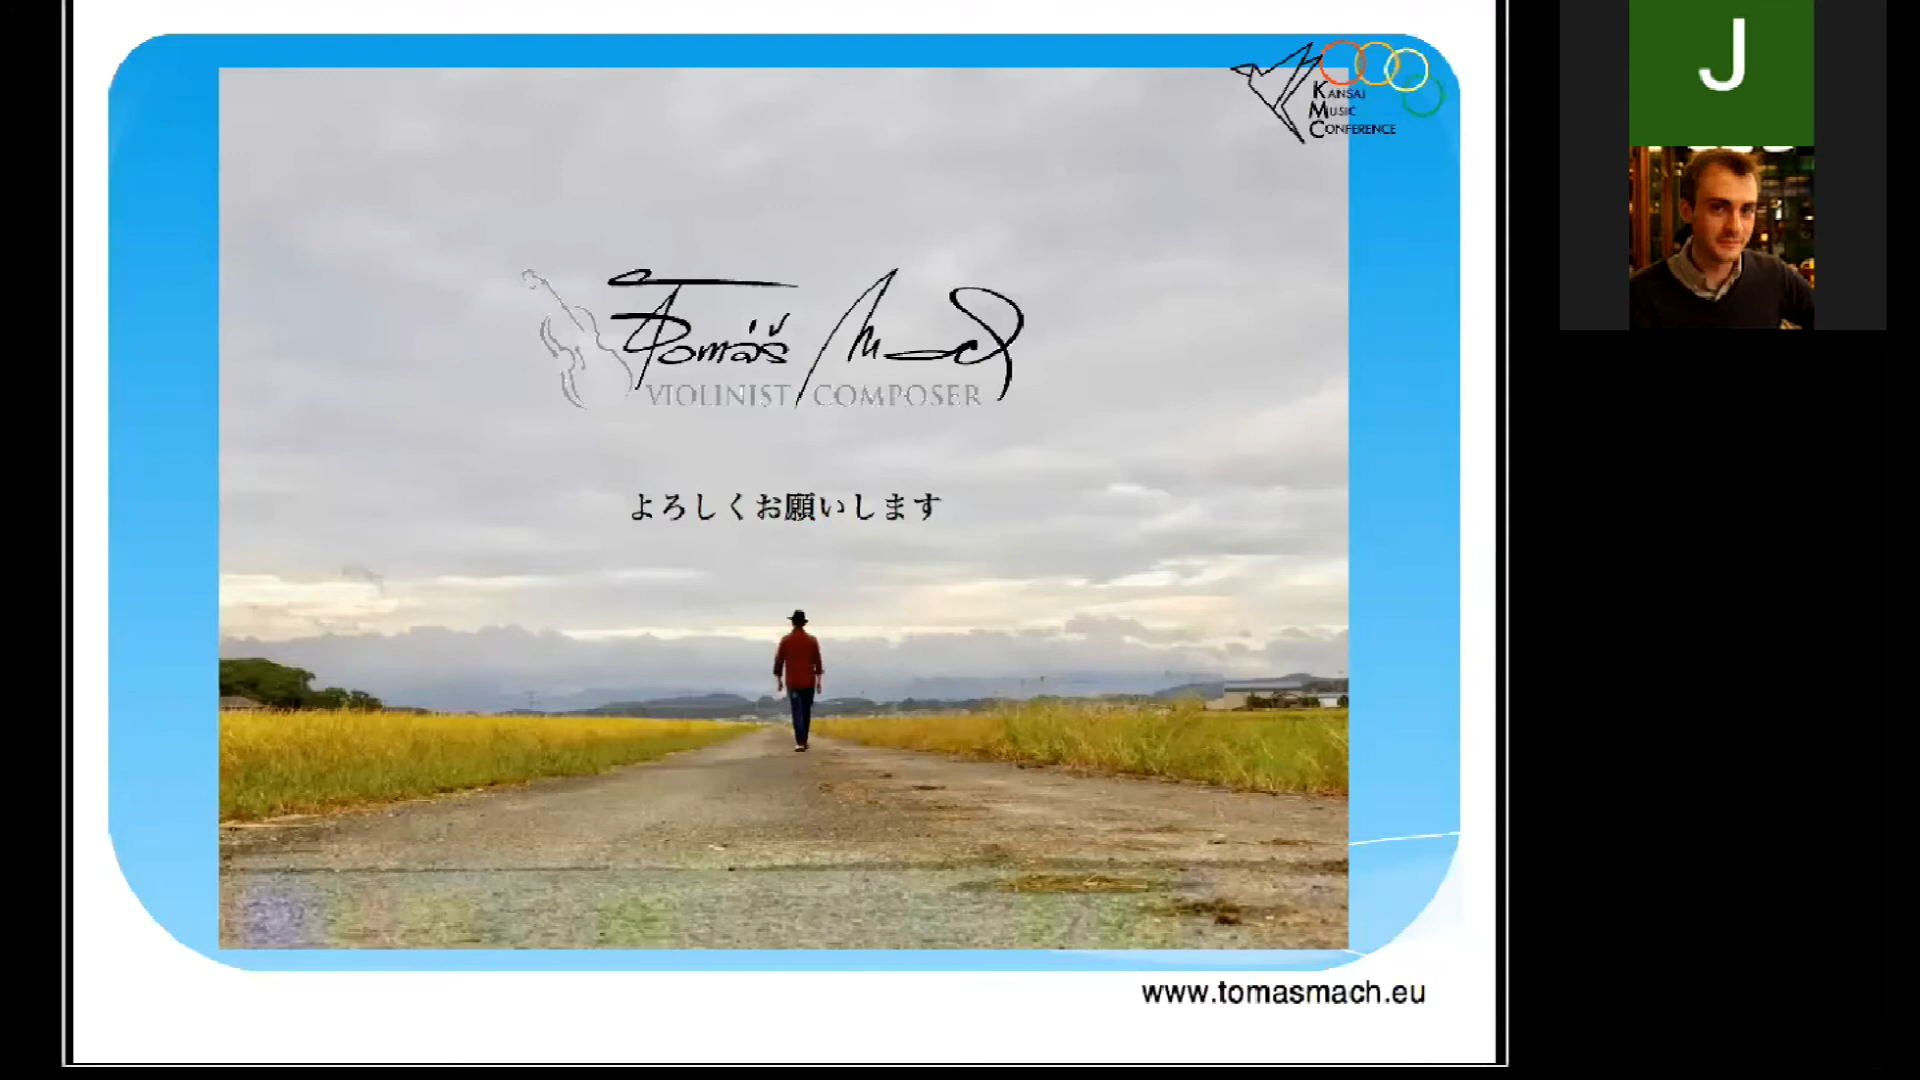 Kansai
Music
Conference
Tomáš Mach
VIOLINIST COMPOSER
よろしくお願いします
www.tomasmach.eu
J